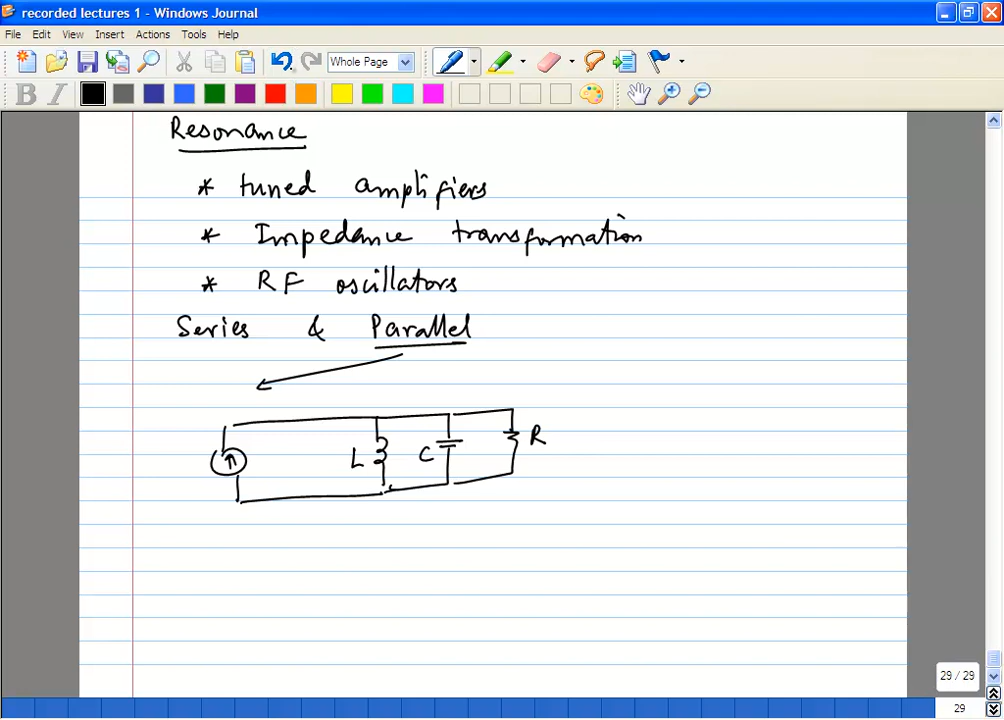 recorded lectures 1 - Windows Journal
File Edit View Insert Actions Tools Help
Whole Page
B I
Resonance
* tuned amplifiers
* Impedance transformation
* RF oscillators
Series & Parallel
L C R
29 / 29
29